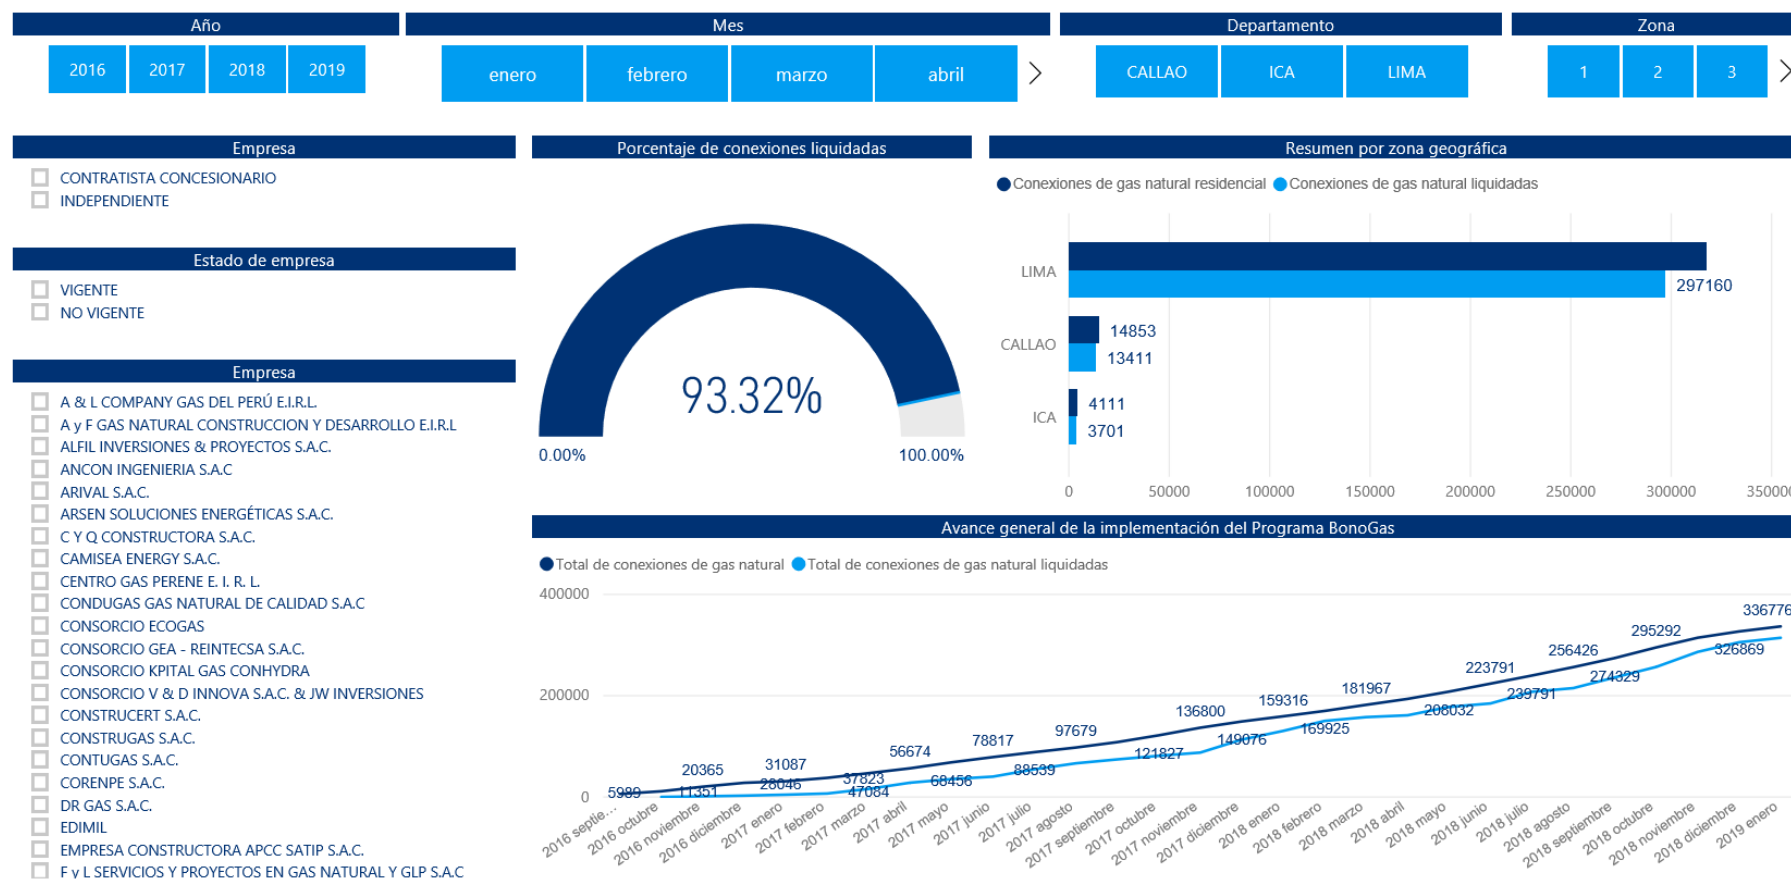 Año
Mes
Departamento
Zona
2016
2017
2018
2019
enero
febrero
marzo
abril
CALLAO
ICA
LIMA
1
2
3
Empresa
CONTRATISTA CONCESIONARIO
INDEPENDIENTE
Estado de empresa
VIGENTE
NO VIGENTE
Empresa
A & L COMPANY GAS DEL PERÚ E.I.R.L.
A y F GAS NATURAL CONSTRUCCION Y DESARROLLO E.I.R.L
ALFIL INVERSIONES & PROYECTOS S.A.C.
ANCON INGENIERIA S.A.C
ARIVAL S.A.C.
ARSEN SOLUCIONES ENERGÉTICAS S.A.C.
C Y Q CONSTRUCTORA S.A.C.
CAMISEA ENERGY S.A.C.
CENTRO GAS PERENE E. I. R. L.
CONDUGAS GAS NATURAL DE CALIDAD S.A.C
CONSORCIO ECOGAS
CONSORCIO GEA - REINTECSA S.A.C.
CONSORCIO KPITAL GAS CONHYDRA
CONSORCIO V & D INNOVA S.A.C. & JW INVERSIONES
CONSTRUCERT S.A.C.
CONSTRUGAS S.A.C.
CONTUGAS S.A.C.
CORENPE S.A.C.
DR GAS S.A.C.
EDIMIL
EMPRESA CONSTRUCTORA APCC SATIP S.A.C.
F y L SERVICIOS Y PROYECTOS EN GAS NATURAL Y GLP S.A.C
Porcentaje de conexiones liquidadas
93.32%
0.00%
100.00%
Resumen por zona geográfica
Conexiones de gas natural residencial
Conexiones de gas natural liquidadas
LIMA
297160
CALLAO
14853
13411
ICA
4111
3701
0
50000
100000
150000
200000
250000
300000
35000
Avance general de la implementación del Programa BonoGas
Total de conexiones de gas natural
Total de conexiones de gas natural liquidadas
400000
200000
0
5989
20365
11351
31087
28046
37823
47084
56674
68456
78817
88539
97679
121827
136800
149076
159316
169925
181967
208032
223791
239791
256426
274329
295292
326869
336776
2016 septie...
2016 octubre
2016 noviembre
2016 diciembre
2017 enero
2017 febrero
2017 marzo
2017 abril
2017 mayo
2017 junio
2017 julio
2017 agosto
2017 septiembre
2017 octubre
2017 noviembre
2017 diciembre
2018 enero
2018 febrero
2018 marzo
2018 abril
2018 mayo
2018 junio
2018 julio
2018 agosto
2018 septiembre
2018 octubre
2018 noviembre
2018 diciembre
2019 enero